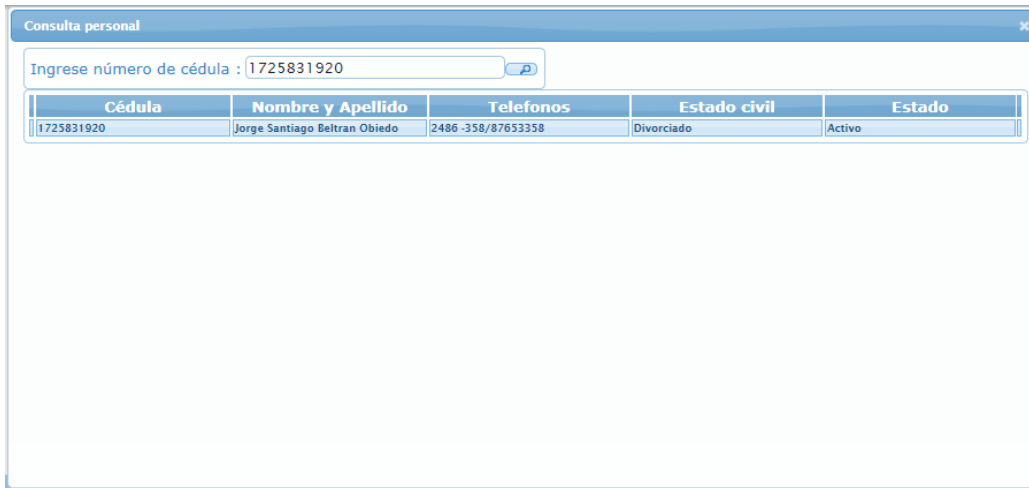 Consulta personal
Ingrese número de cédula : 1725831920
Cédula Nombre y Apellido Telefonos Estado civil Estado
1725831920 Jorge Santiago Beltran Obiedo 2486 -358/87653358 Divorciado Activo